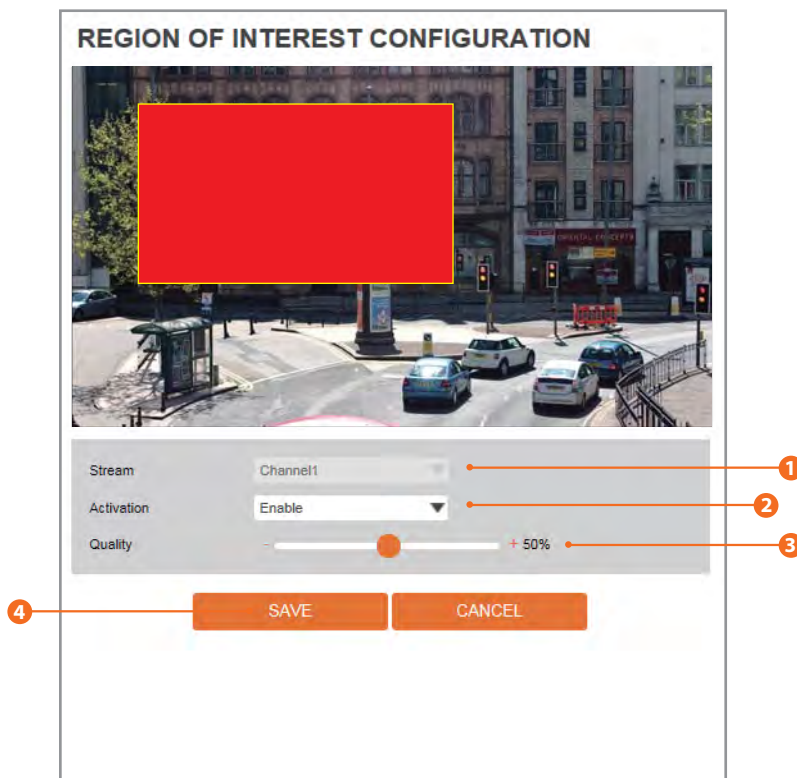 REGION OF INTEREST CONFIGURATION
ORIENTAL CONCEPTS
Stream Channel1 1
Activation Enable 2
Quality - + 50% 3
4 SAVE CANCEL